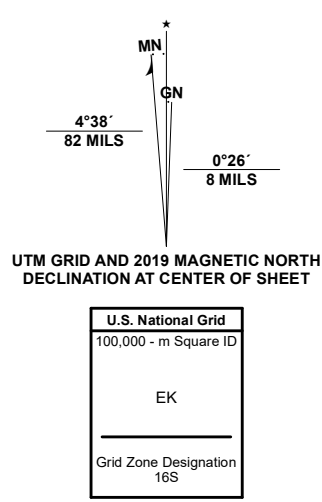 MN
GN
4°38´
82 MILS
0°26´
8 MILS
UTM GRID AND 2019 MAGNETIC NORTH
DECLINATION AT CENTER OF SHEET
U.S. National Grid
100,000 - m Square ID
EK
Grid Zone Designation
16S